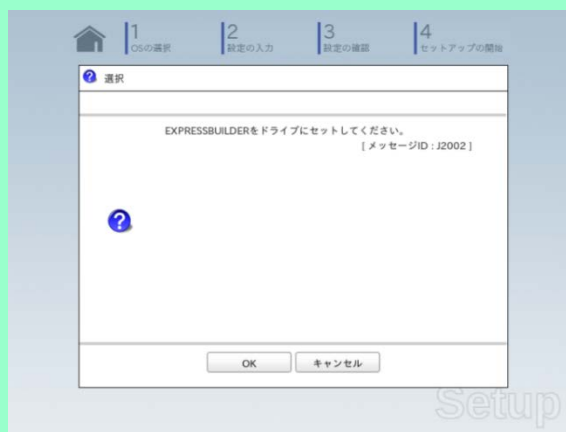 1
OSの選択
2
設定の入力
3
設定の確認
4
セットアップの開始
選択
EXPRESSBUILDERをドライブにセットしてください。
[ メッセージID : J2002 ]
OK
キャンセル
Setup